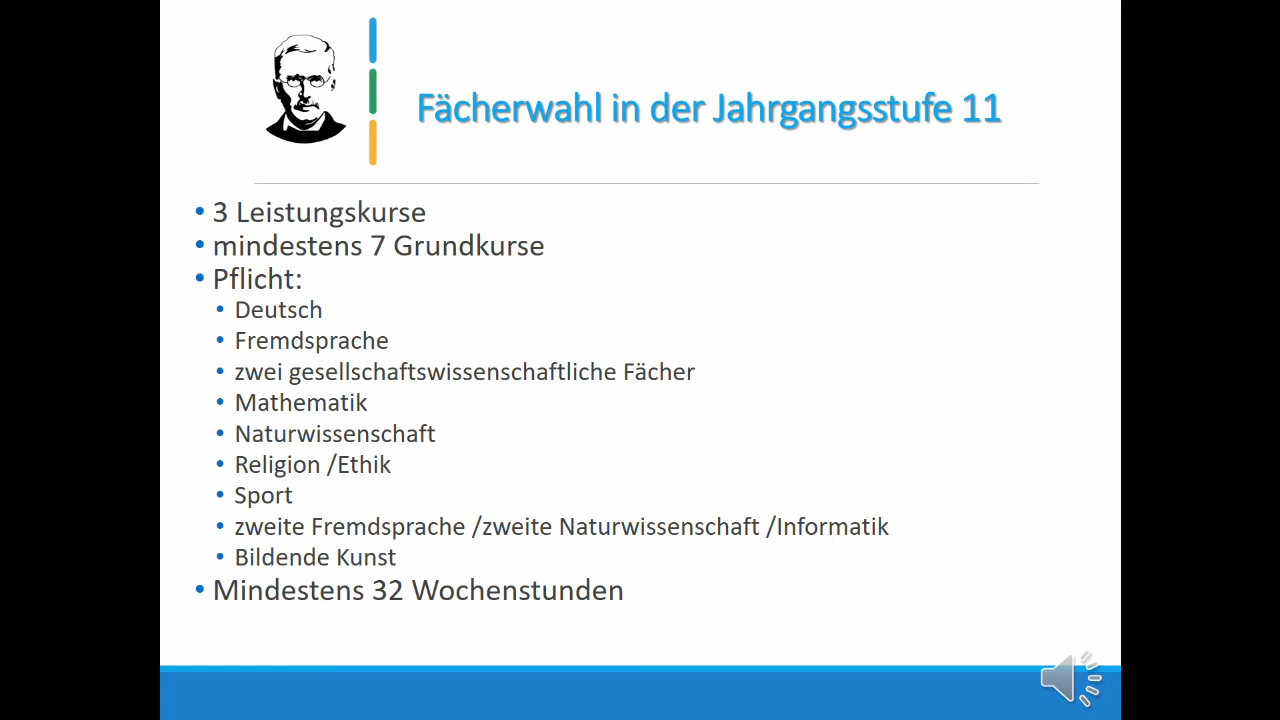 Fächerwahl in der Jahrgangsstufe 11
• 3 Leistungskurse
• mindestens 7 Grundkurse
• Pflicht:
• Deutsch
• Fremdsprache
• zwei gesellschaftswissenschaftliche Fächer
• Mathematik
• Naturwissenschaft
• Religion /Ethik
• Sport
• zweite Fremdsprache /zweite Naturwissenschaft /Informatik
• Bildende Kunst
• Mindestens 32 Wochenstunden